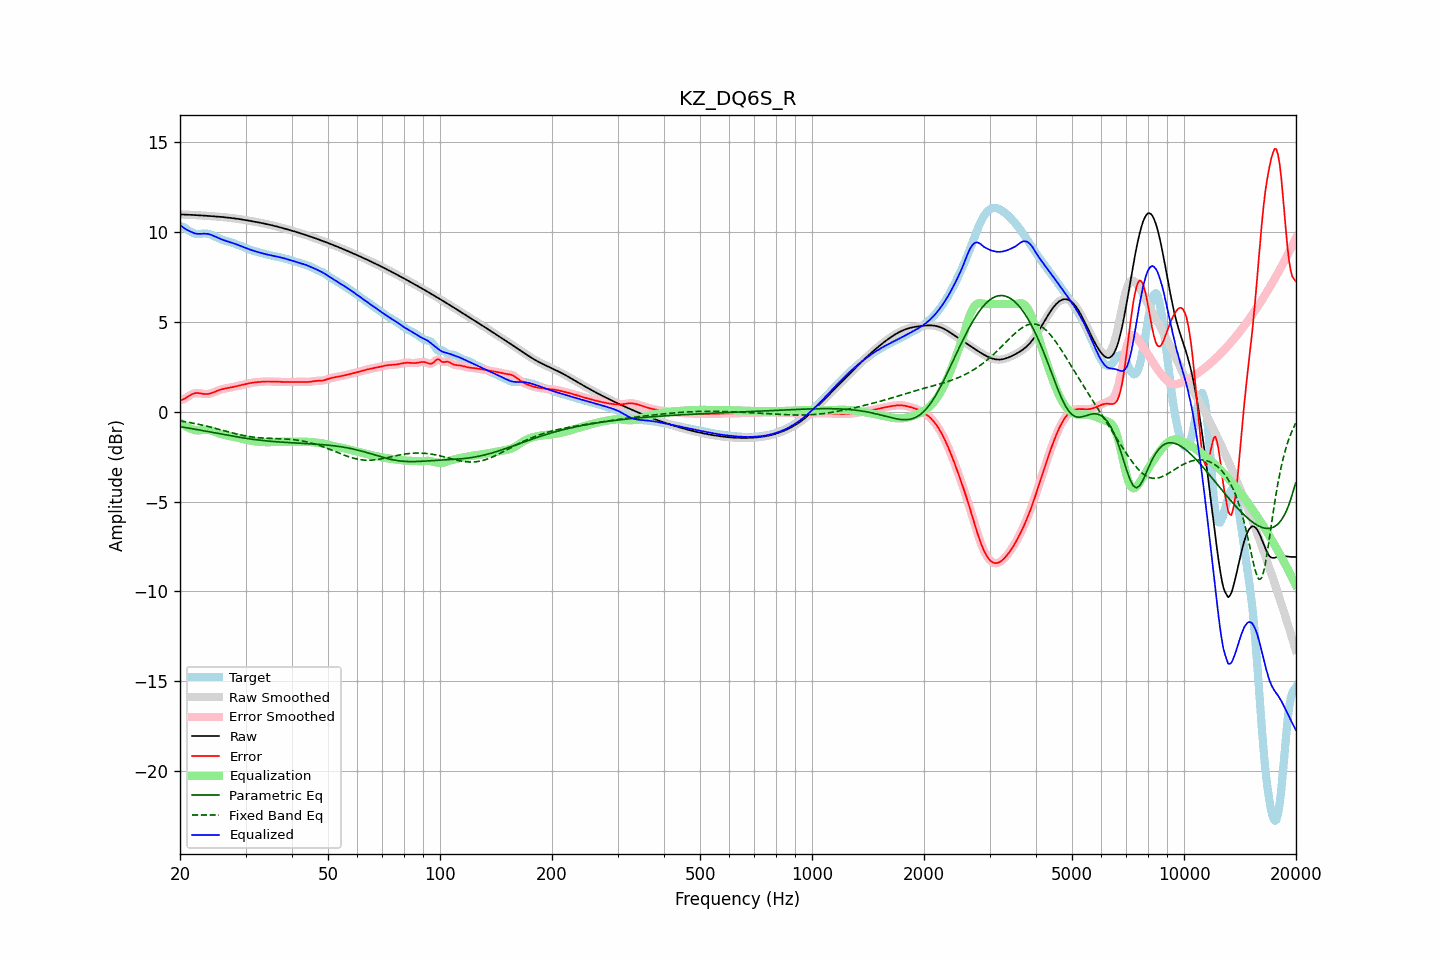 KZ_DQ6S_R
15
10
5
0
−5
−10
−15
−20
Amplitude (dBr)
Target
Raw Smoothed
Error Smoothed
Raw
Error
Equalization
Parametric Eq
Fixed Band Eq
Equalized
20 50 100 200 500 1000 2000 5000 10000 20000
Frequency (Hz)